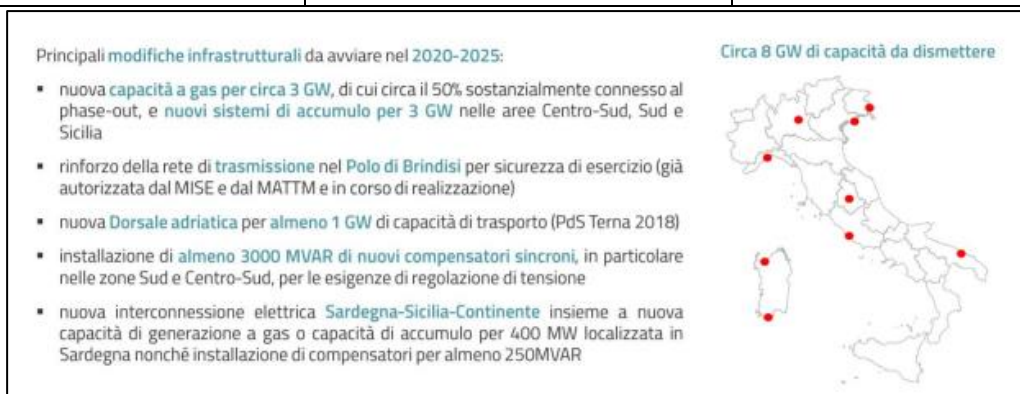 Principali modifiche infrastrutturali da avviare nel 2020-2025:
▪ nuova capacità a gas per circa 3 GW, di cui circa il 50% sostanzialmente connesso al
phase-out, e nuovi sistemi di accumulo per 3 GW nelle aree Centro-Sud, Sud e
Sicilia
▪ rinforzo della rete di trasmissione nel Polo di Brindisi per sicurezza di esercizio (già
autorizzata dal MISE e dal MATTM e in corso di realizzazione)
▪ nuova Dorsale adriatica per almeno 1 GW di capacità di trasporto (PdS Terna 2018)
▪ installazione di almeno 3000 MVAR di nuovi compensatori sincroni, in particolare
nelle zone Sud e Centro-Sud, per le esigenze di regolazione di tensione
▪ nuova interconnessione elettrica Sardegna-Sicilia-Continente insieme a nuova
capacità di generazione a gas o capacità di accumulo per 400 MW localizzata in
Sardegna nonché installazione di compensatori per almeno 250MVAR
Circa 8 GW di capacità da dismettere